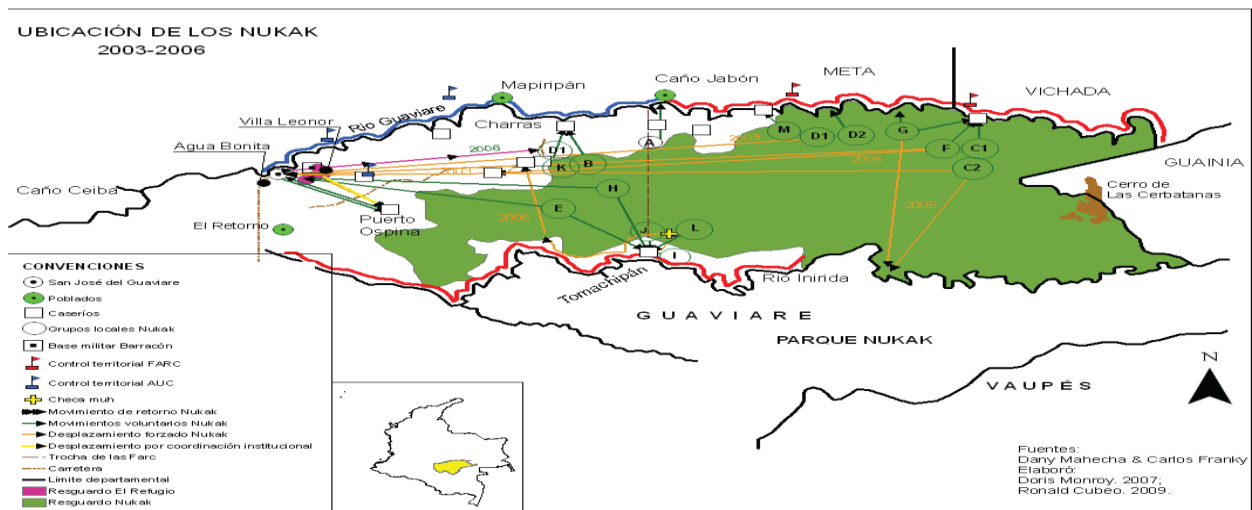 UBICACIÓN DE LOS NUKAK
2003-2006
Mapiripán
Caño Jabón
META
VICHADA
Villa Leonor
Río Guaviare
Charras
Agua Bonita
2006
2005
A
M
D1
D2
G
F
C1
GUAINIA
D1
B
K
2003
2005
C2
Caño Ceiba
H
Cerro de
Las Cerbatanas
E
Puerto
Ospina
El Retorno
2006
2005
J
L
I
Tomachipán
Río Inírida
GUAVIARE
PARQUE NUKAK
VAUPÉS
N
CONVENCIONES
San José del Guaviare
Poblados
Caseríos
Grupos locales Nukak
Base militar Barracón
Control territorial FARC
Control territorial AUC
Checa muh
Movimiento de retorno Nukak
Movimientos voluntarios Nukak
Desplazamiento forzado Nukak
Desplazamiento por coordinación institucional
Trocha de las Farc
Carretera
Límite departamental
Resguardo El Refugio
Resguardo Nukak
Fuentes:
Dany Mahecha & Carlos Franky
Elaboró:
Doris Monroy. 2007;
Ronald Cubeo. 2009.